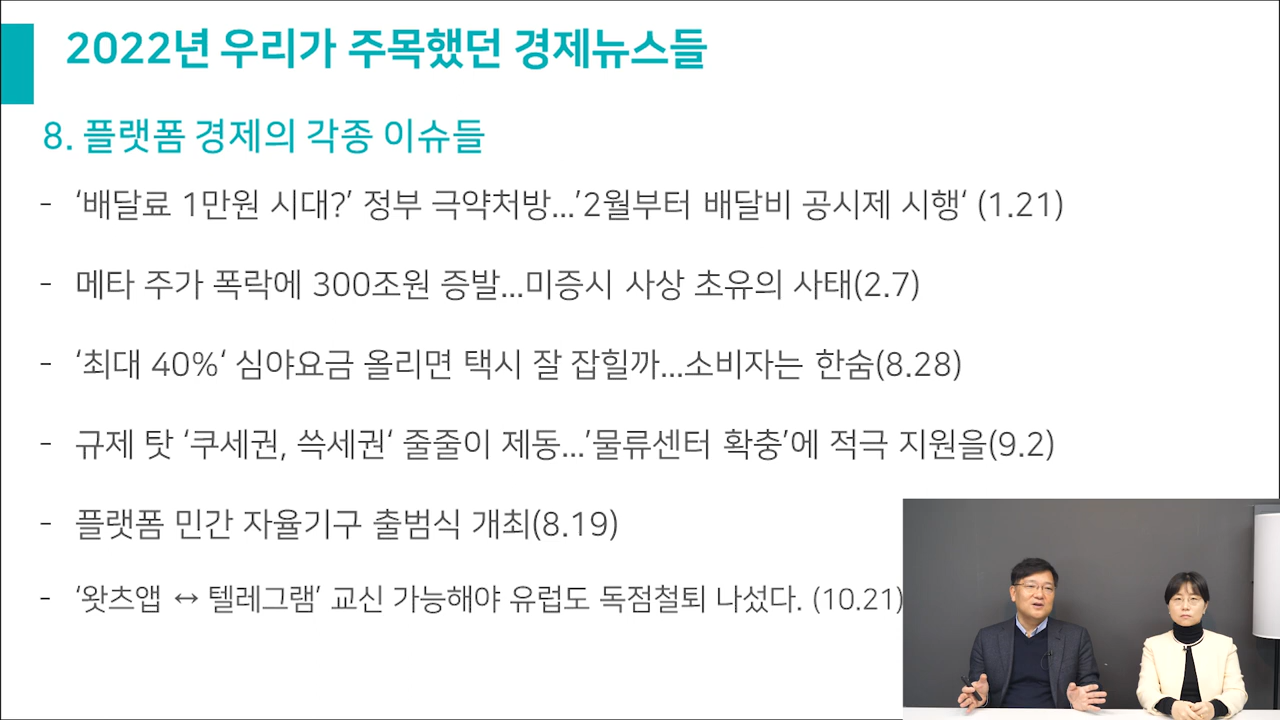 2022년 우리가 주목했던 경제뉴스들
8. 플랫폼 경제의 각종 이슈들
- ‘배달료 1만원 시대?’ 정부 극약처방...’2월부터 배달비 공시제 시행‘ (1.21)
- 메타 주가 폭락에 300조원 증발...미증시 사상 초유의 사태(2.7)
- ‘최대 40%‘ 심야요금 올리면 택시 잘 잡힐까...소비자는 한숨(8.28)
- 규제 탓 ‘쿠세권, 쓱세권‘ 줄줄이 제동...’물류센터 확충’에 적극 지원을(9.2)
- 플랫폼 민간 자율기구 출범식 개최(8.19)
- ‘왓츠앱 ↔ 텔레그램’ 교신 가능해야 유럽도 독점철퇴 나섰다. (10.21)